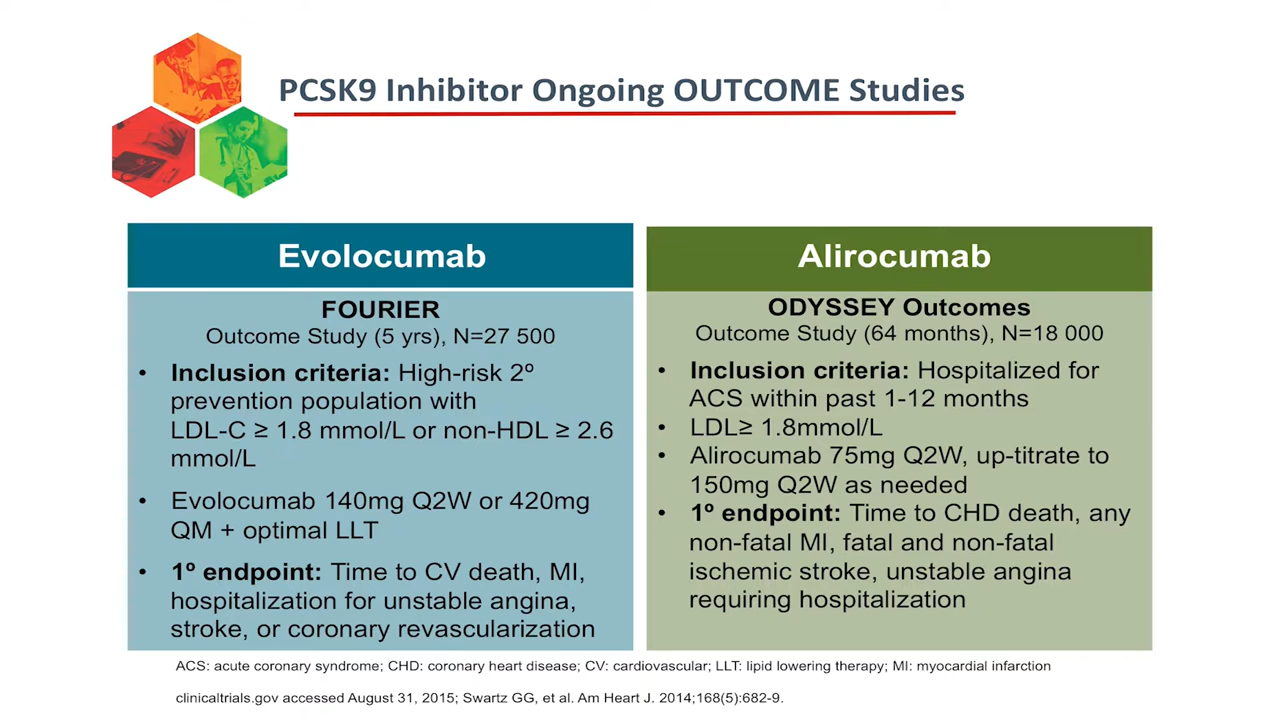 PCSK9 Inhibitor Ongoing OUTCOME Studies
Evolocumab
FOURIER
Outcome Study (5 yrs), N=27 500
• Inclusion criteria: High-risk 2º
prevention population with
LDL-C ≥ 1.8 mmol/L or non-HDL ≥ 2.6
mmol/L
• Evolocumab 140mg Q2W or 420mg
QM + optimal LLT
• 1º endpoint: Time to CV death, MI,
hospitalization for unstable angina,
stroke, or coronary revascularization
Alirocumab
ODYSSEY Outcomes
Outcome Study (64 months), N=18 000
• Inclusion criteria: Hospitalized for
ACS within past 1-12 months
• LDL≥ 1.8mmol/L
• Alirocumab 75mg Q2W, up-titrate to
150mg Q2W as needed
• 1º endpoint: Time to CHD death, any
non-fatal MI, fatal and non-fatal
ischemic stroke, unstable angina
requiring hospitalization
ACS: acute coronary syndrome; CHD: coronary heart disease; CV: cardiovascular; LLT: lipid lowering therapy; MI: myocardial infarction
clinicaltrials.gov accessed August 31, 2015; Swartz GG, et al. Am Heart J. 2014;168(5):682-9.